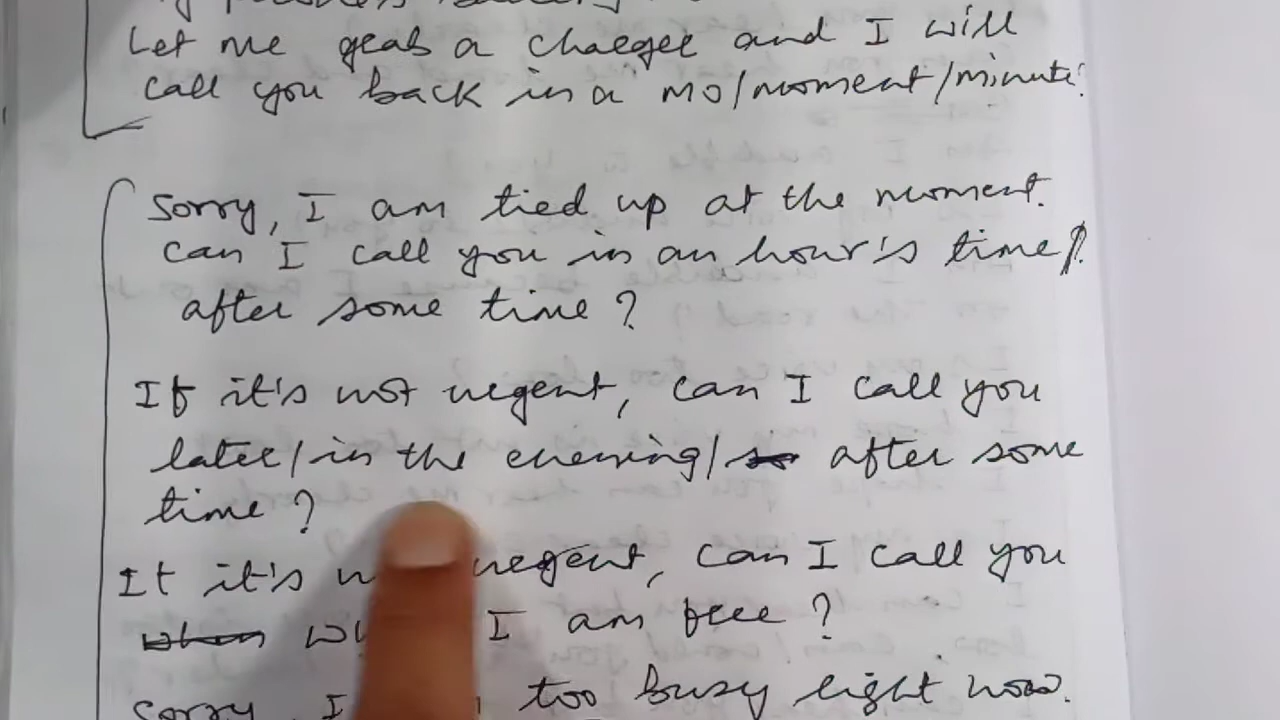 Let me grab a charger and I will
call you back in a mo/moment/minute.
Sorry, I am tied up at the moment.
Can I call you in an hour's time/
after some time?
If it's not urgent, can I call you
later/in the evening/so after some
time?
If it's urgent, can I call you
when I am free?
Sorry, I too busy right now.